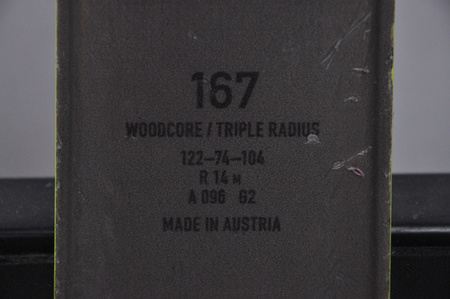 167
WOODCORE / TRIPLE RADIUS
122–74–104
R 14 M
A 096 G2
MADE IN AUSTRIA